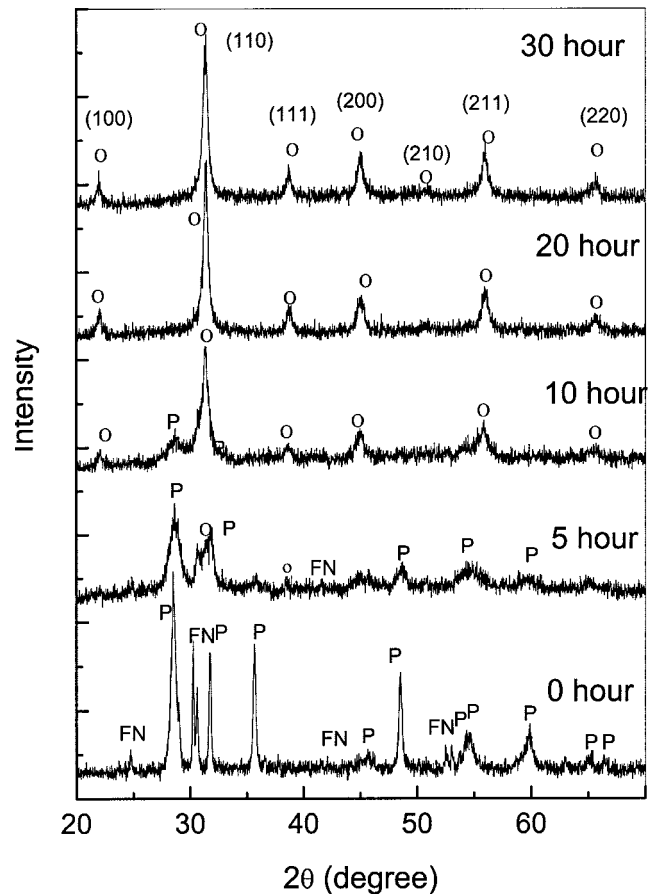 O (110) 30 hour
(100) (111) (200) (211) (220)
O O O (210) O O O
20 hour
O
O O O O O
O
10 hour
P
O O O O O
P
P
5 hour
O P
o FN P P P
P FN P P
P
0 hour
FN FN P FN P P P P P
20 30 40 50 60
2θ (degree)
Intensity